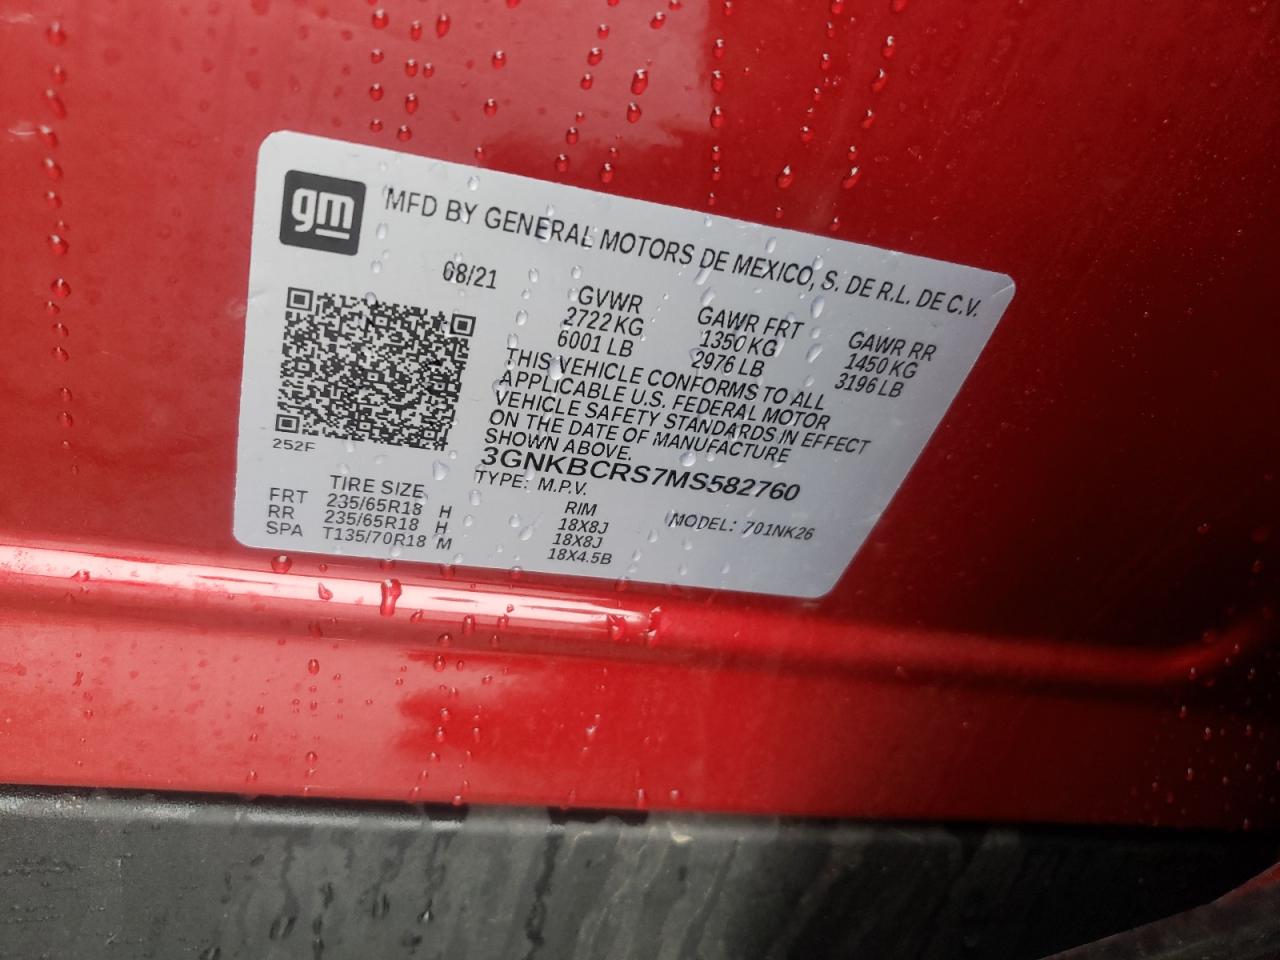 gm
MFD BY GENERAL MOTORS DE MEXICO, S. DE R.L. DE C.V.
08/21
GVWR GAWR FRT GAWR RR
2722 KG 1350 KG 1450 KG
6001 LB 2976 LB 3196 LB
THIS VEHICLE CONFORMS TO ALL
APPLICABLE U.S. FEDERAL MOTOR
VEHICLE SAFETY STANDARDS IN EFFECT
ON THE DATE OF MANUFACTURE
SHOWN ABOVE.
252F
3GNKBCRS7MS582760
TYPE: M.P.V. MODEL: 701NK26
TIRE SIZE RIM
FRT 235/65R18 H 18X8J
RR 235/65R18 H 18X8J
SPA T135/70R18 M 18X4.5B